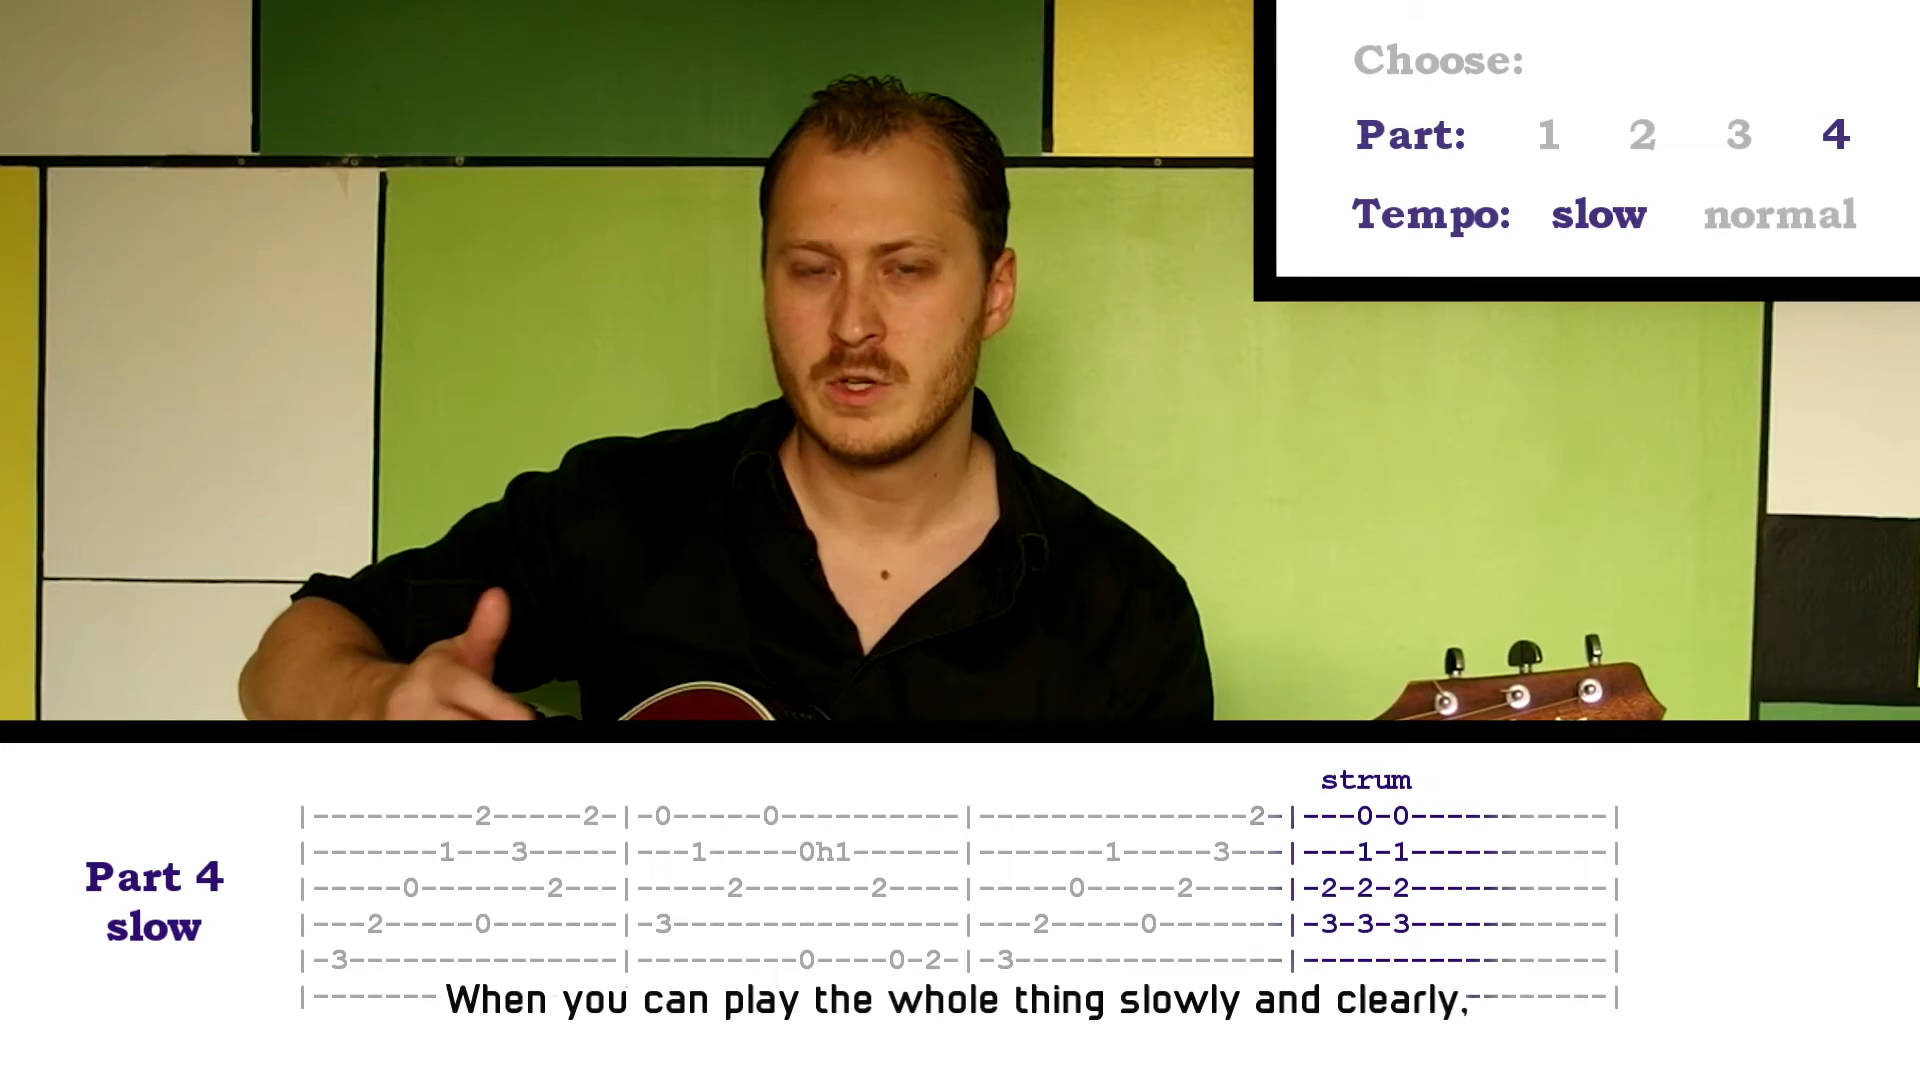 Choose:
Part: 1 2 3 4
Tempo: slow normal
strum
|---------2-----2-|-0-----0----------|---------------2-|---0-0-----------|
|-------1---3-----|---1-----0h1------|-------1-----3---|---1-1-----------|
Part 4
|-----0-------2---|-----2-------2----|-----0-----2-----|-2-2-2-----------|
slow
|---2-----0-------|-3----------------|---2-----0-------|-3-3-3-----------|
|-3---------------|---------0----0-2-|-3---------------|-----------------|
|------- When you can play the whole thing slowly and clearly, --------|